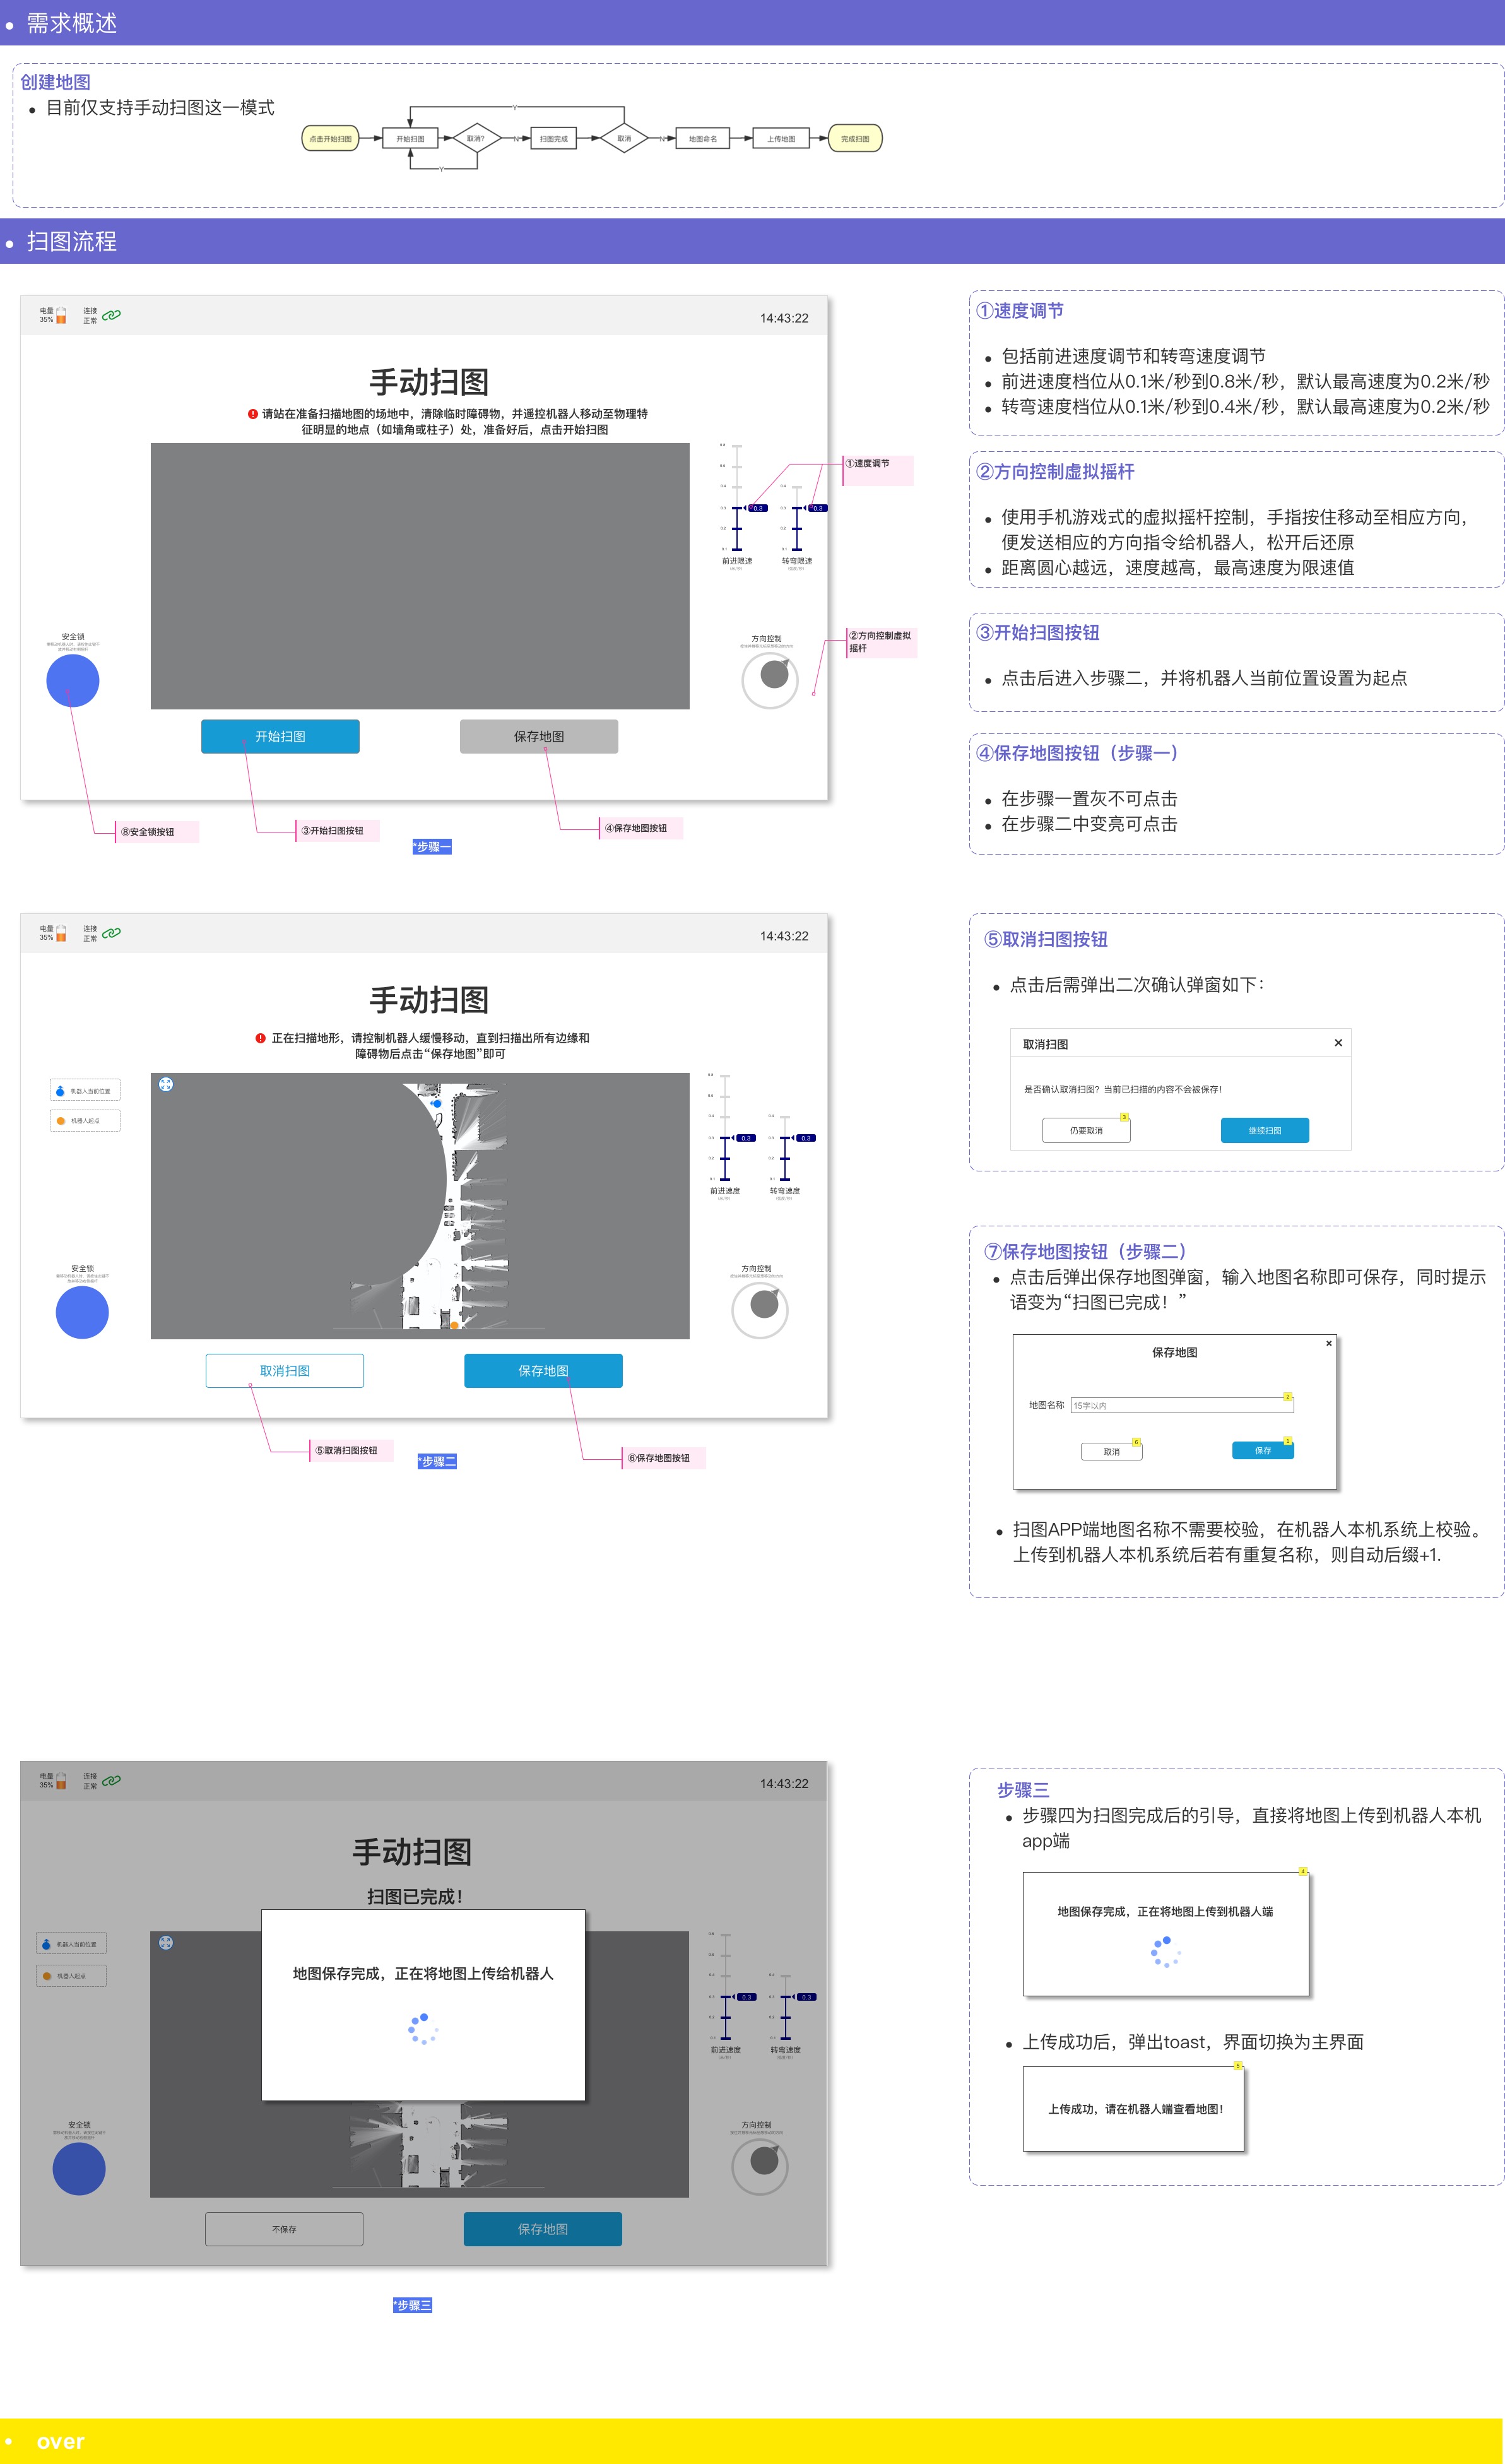 需求概述
创建地图
目前仅支持手动扫图这一模式
Y
点击开始扫图
开始扫图
取消?
N
扫图完成
取消
N
地图命名
上传地图
完成扫图
Y
扫图流程
电量
35%
连接
正常
14:43:22
手动扫图
请站在准备扫描地图的场地中，清除临时障碍物，并遥控机器人移动至物理特
征明显的地点（如墙角或柱子）处，准备好后，点击开始扫图
0.4
0.3
0.3
0.2
0.1
前进限速
0.4
0.3
0.3
0.2
0.1
转弯限速
①速度调节
安全锁
方向控制
②方向控制虚拟
摇杆
开始扫图
保存地图
⑧安全锁按钮
③开始扫图按钮
④保存地图按钮
*步骤一
①速度调节
包括前进速度调节和转弯速度调节
前进速度档位从0.1米/秒到0.8米/秒，默认最高速度为0.2米/秒
转弯速度档位从0.1米/秒到0.4米/秒，默认最高速度为0.2米/秒
②方向控制虚拟摇杆
使用手机游戏式的虚拟摇杆控制，手指按住移动至相应方向，
便发送相应的方向指令给机器人，松开后还原
距离圆心越远，速度越高，最高速度为限速值
③开始扫图按钮
点击后进入步骤二，并将机器人当前位置设置为起点
④保存地图按钮（步骤一）
在步骤一置灰不可点击
在步骤二中变亮可点击
电量
35%
连接
正常
14:43:22
手动扫图
正在扫描地形，请控制机器人缓慢移动，直到扫描出所有边缘和
障碍物后点击“保存地图”即可
机器人当前位置
机器人起点
0.3
0.3
前进速度
转弯速度
安全锁
方向控制
取消扫图
保存地图
⑤取消扫图按钮
*步骤二
⑥保存地图按钮
⑤取消扫图按钮
点击后需弹出二次确认弹窗如下：
取消扫图
是否确认取消扫图？当前已扫描的内容不会被保存！
3
仍要取消
继续扫图
⑦保存地图按钮（步骤二）
点击后弹出保存地图弹窗，输入地图名称即可保存，同时提示
语变为“扫图已完成！”
保存地图
2
地图名称
15字以内
6
取消
保存
扫图APP端地图名称不需要校验，在机器人本机系统上校验。
上传到机器人本机系统后若有重复名称，则自动后缀+1.
电量
35%
连接
正常
14:43:22
手动扫图
扫图已完成！
机器人当前位置
机器人起点
地图保存完成，正在将地图上传给机器人
0.3
0.3
前进速度
转弯速度
安全锁
方向控制
不保存
保存地图
*步骤三
步骤三
步骤四为扫图完成后的引导，直接将地图上传到机器人本机
app端
4
地图保存完成，正在将地图上传到机器人端
上传成功后，弹出toast，界面切换为主界面
5
上传成功，请在机器人端查看地图！
over